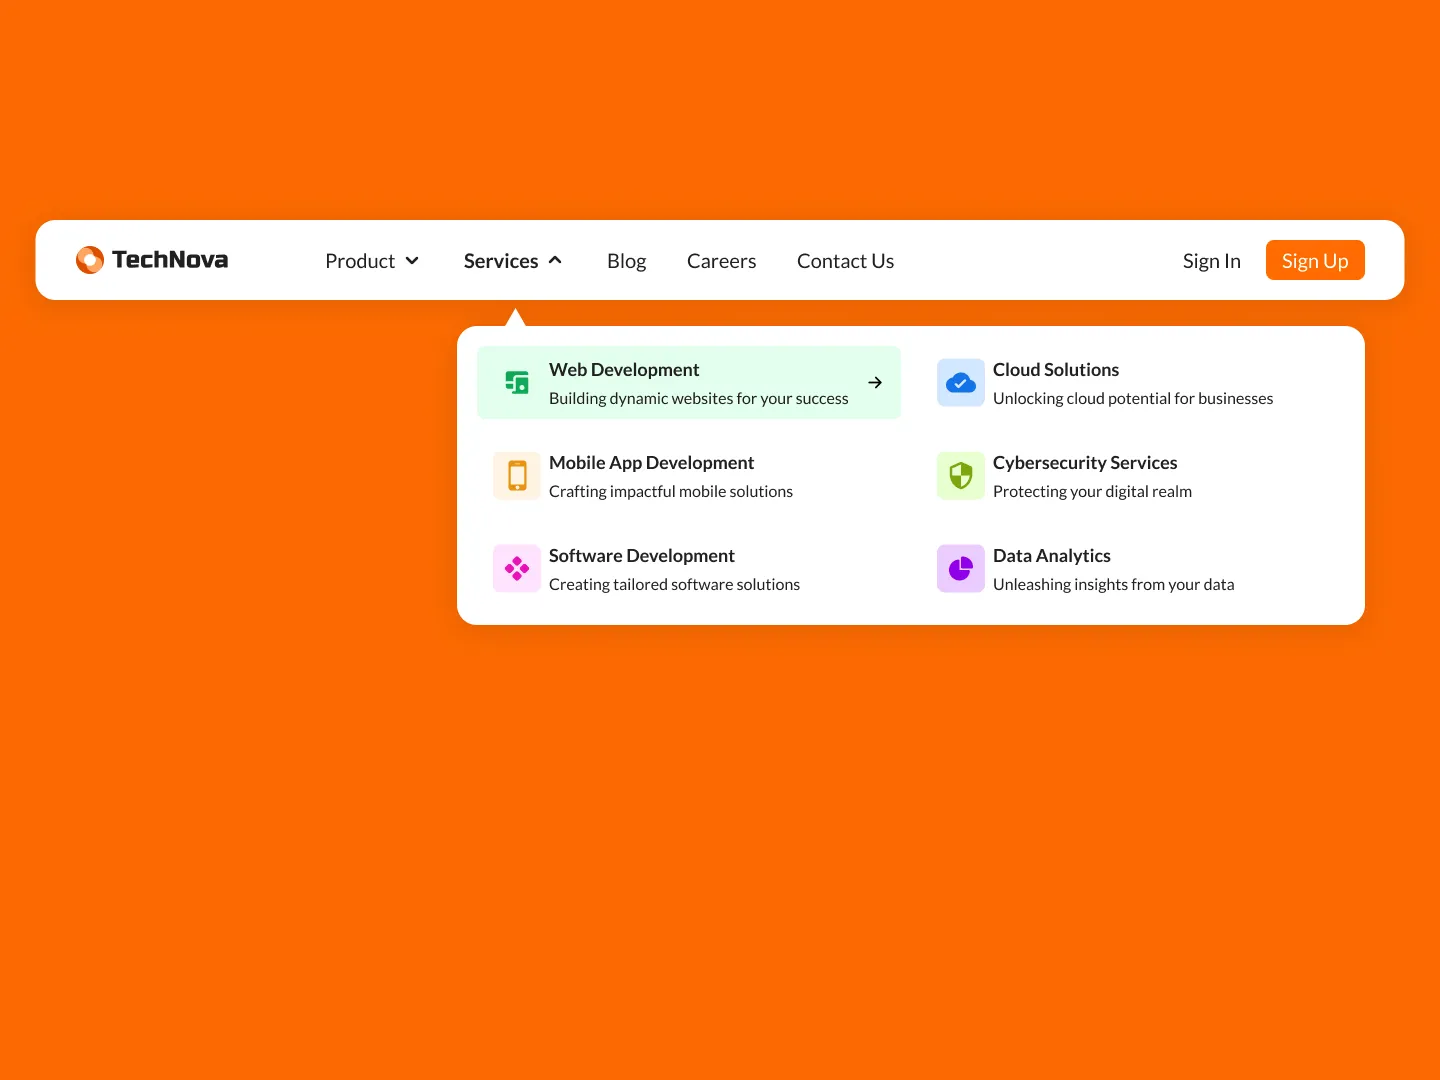 TechNova
Product
Services
Blog
Careers
Contact Us
Sign In
Sign Up
Web Development
Building dynamic websites for your success
Cloud Solutions
Unlocking cloud potential for businesses
Mobile App Development
Crafting impactful mobile solutions
Cybersecurity Services
Protecting your digital realm
Software Development
Creating tailored software solutions
Data Analytics
Unleashing insights from your data